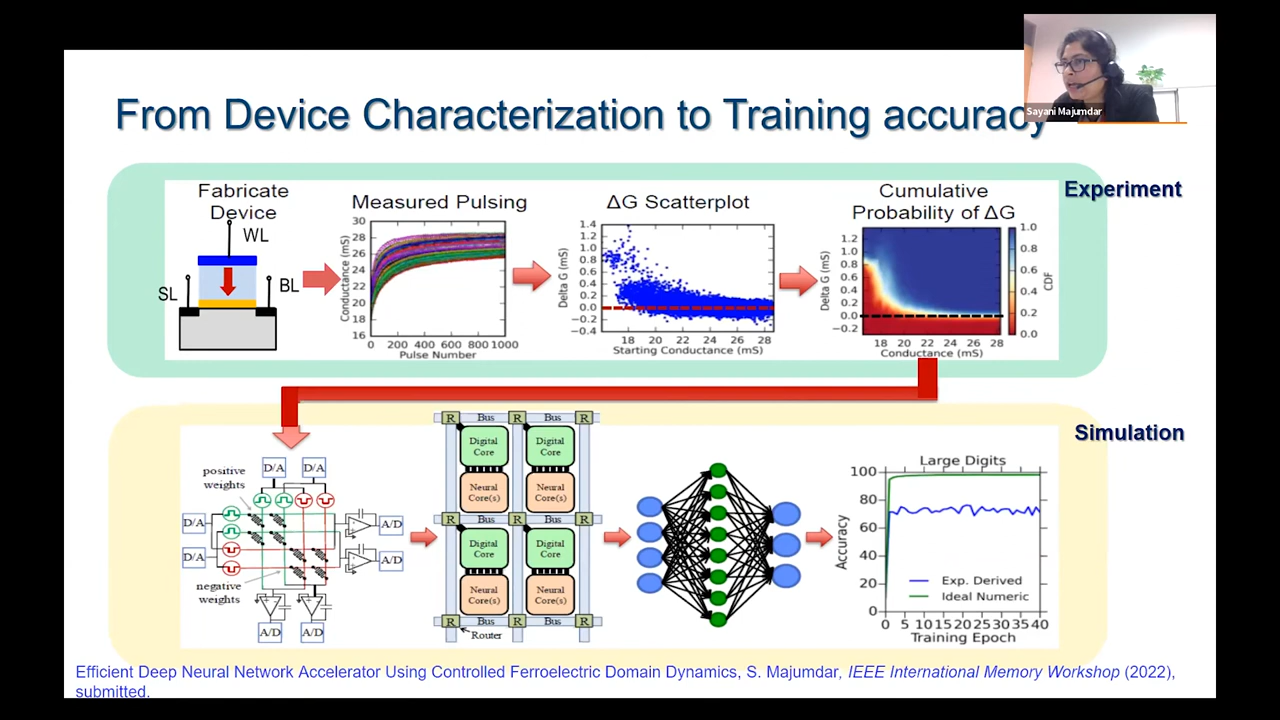 Sayani Majumdar
From Device Characterization to Training accuracy
Experiment
Fabricate
Device
WL
SL
BL
Measured Pulsing
Conductance (mS)
30
28
26
24
22
20
18
16
0 200 400 600 800 1000
Pulse Number
ΔG Scatterplot
Delta G (mS)
1.4
1.2
1.0
0.8
0.6
0.4
0.2
0.0
−0.2
−0.4
18 20 22 24 26 28
Starting Conductance (mS)
Cumulative
Probability of ΔG
Delta G (mS)
1.2
1.0
0.8
0.6
0.4
0.2
0.0
−0.2
18 20 22 24 26 28
Conductance (mS)
1.0
0.8
0.6
0.4
0.2
0.0
CDF
Simulation
positive
weights
D/A D/A
D/A
D/A
A/D
A/D
negative
weights
A/D A/D
R Bus R Bus R
Digital
Core
Digital
Core
Neural
Core(s)
Neural
Core(s)
R Bus R Bus R
Digital
Core
Digital
Core
Neural
Core(s)
Neural
Core(s)
R Bus R Bus R
Router
Large Digits
Accuracy
100
80
60
40
20
0
Exp. Derived
Ideal Numeric
0 5 10 15 20 25 30 35 40
Training Epoch
Efficient Deep Neural Network Accelerator Using Controlled Ferroelectric Domain Dynamics, S. Majumdar, IEEE International Memory Workshop (2022),
submitted.